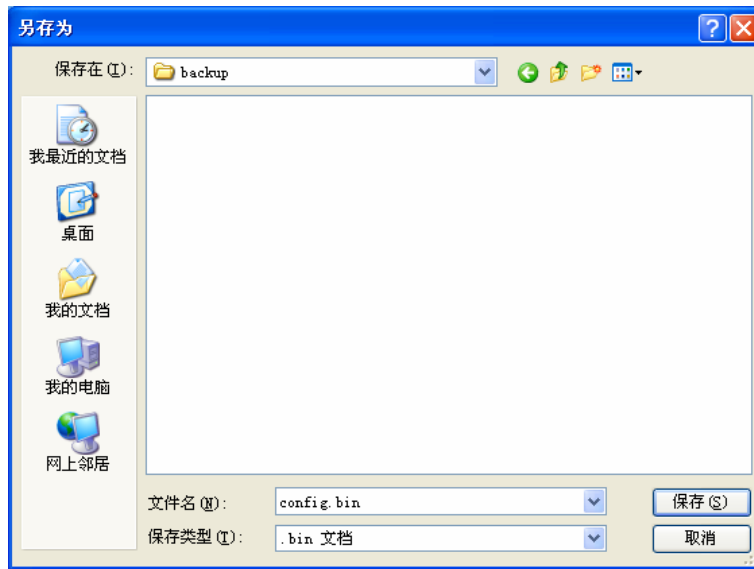 另存为
保存在(I):
backup
我最近的文档
桌面
我的文档
我的电脑
网上邻居
文件名(N):
config.bin
保存(S)
保存类型(T):
.bin 文档
取消